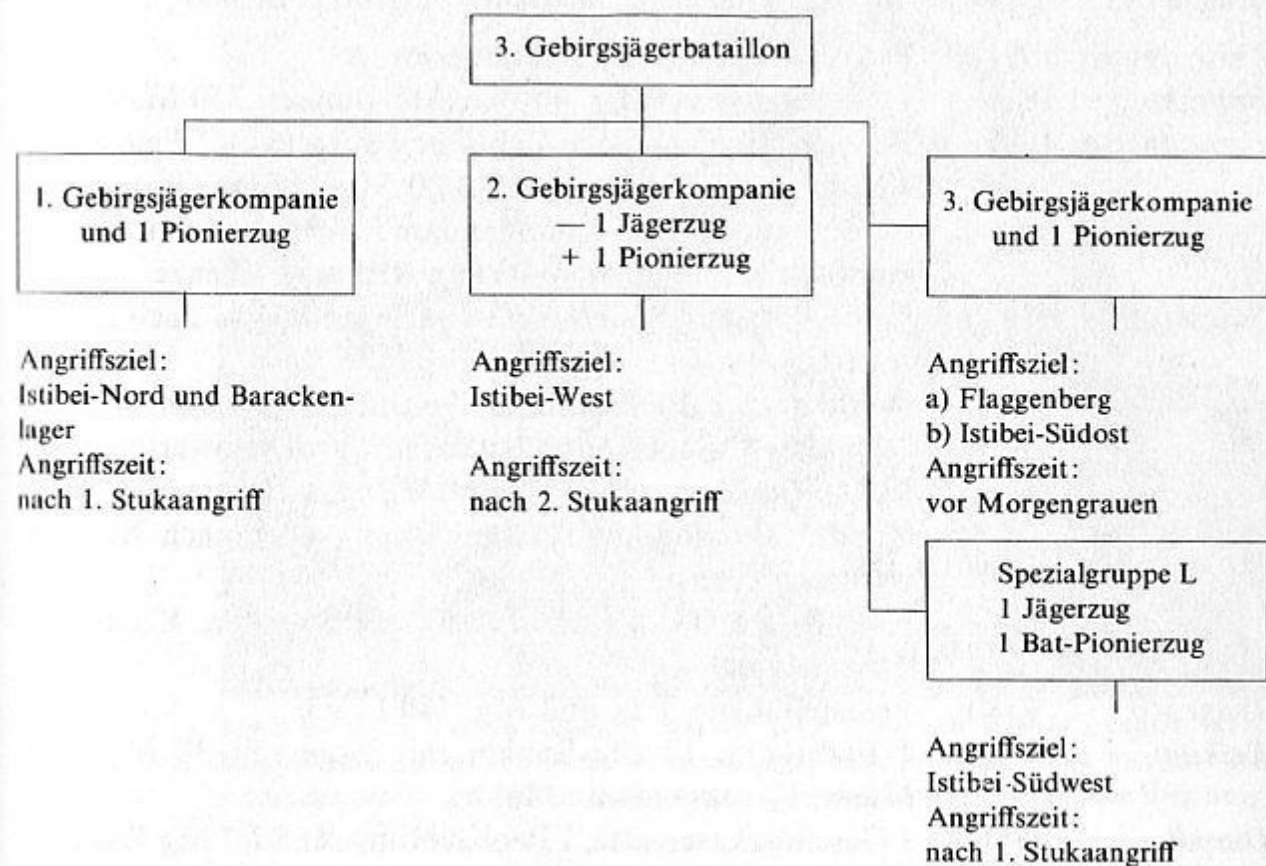 3. Gebirgsjägerbataillon
1. Gebirgsjägerkompanie
und 1 Pionierzug
2. Gebirgsjägerkompanie
— 1 Jägerzug
+ 1 Pionierzug
3. Gebirgsjägerkompanie
und 1 Pionierzug
Angriffsziel:
Istibei-Nord und Baracken-
lager
Angriffszeit:
nach 1. Stukaangriff
Angriffsziel:
Istibei-West
Angriffszeit:
nach 2. Stukaangriff
Angriffsziel:
a) Flaggenberg
b) Istibei-Südost
Angriffszeit:
vor Morgengrauen
Spezialgruppe L
1 Jägerzug
1 Bat-Pionierzug
Angriffsziel:
Istibei-Südwest
Angriffszeit:
nach 1. Stukaangriff